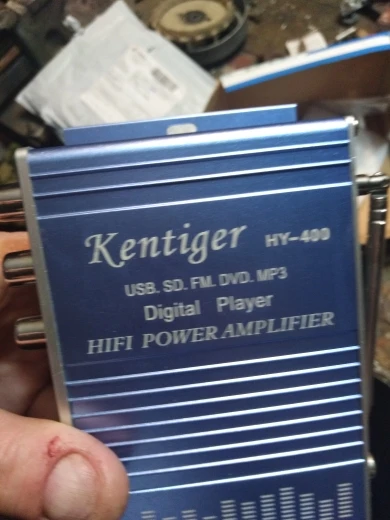 Kentiger HY-400
USB. SD. FM. DVD. MP3
Digital Player
HIFI POWER AMPLIFIER